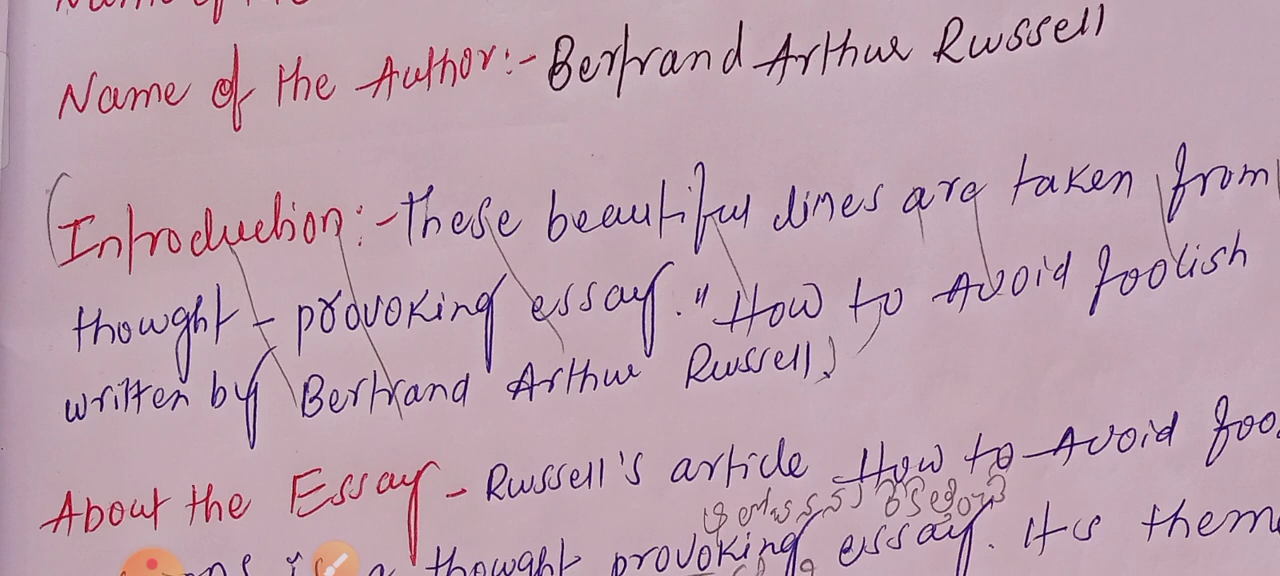 Name of the Author:- Bertrand Arthur Russell
Introduction:- These beautiful lines are taken from
thought - provoking essay. "How to Avoid foolish
written by Bertrand Arthur Russell)
About the Essay - Russell's article How to Avoid foo
a thought provoking essay. Its them